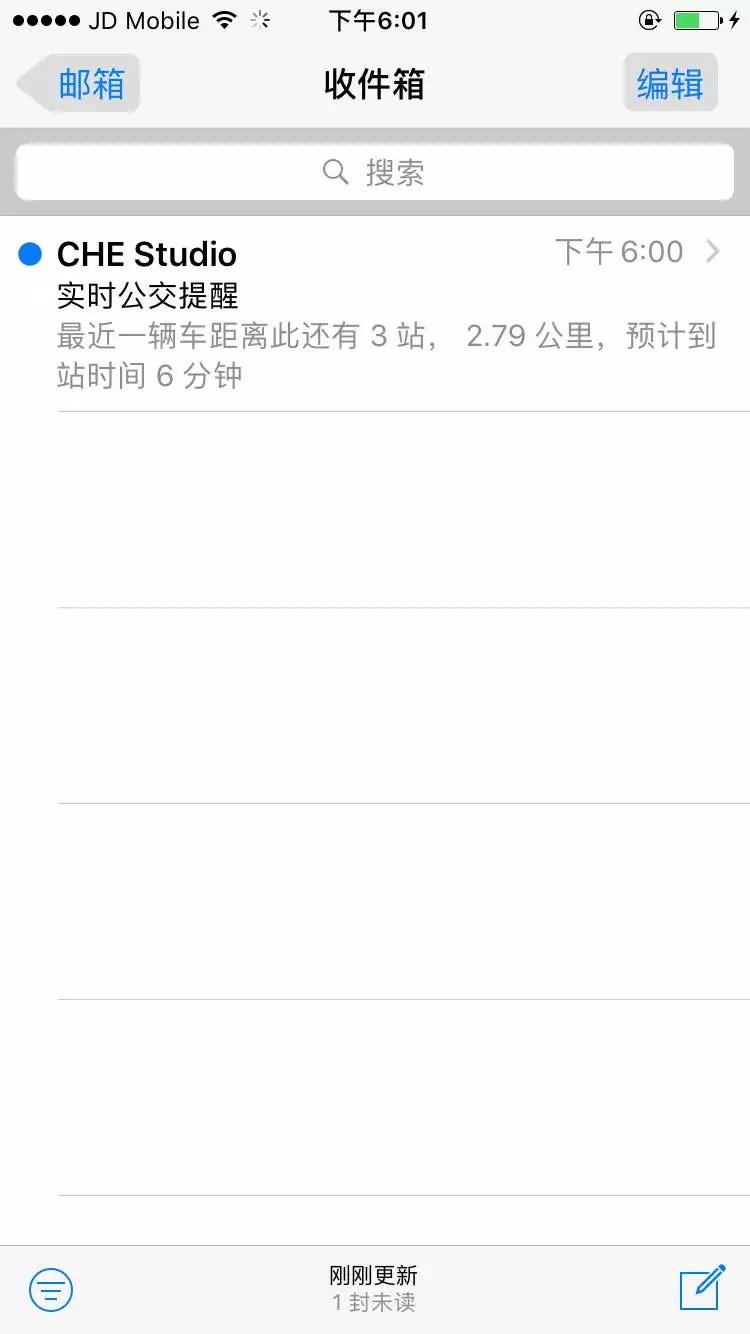 JD Mobile 下午6:01
邮箱 收件箱 编辑
搜索
CHE Studio 下午 6:00
实时公交提醒
最近一辆车距离此还有 3 站， 2.79 公里，预计到
站时间 6 分钟
刚刚更新
1 封未读